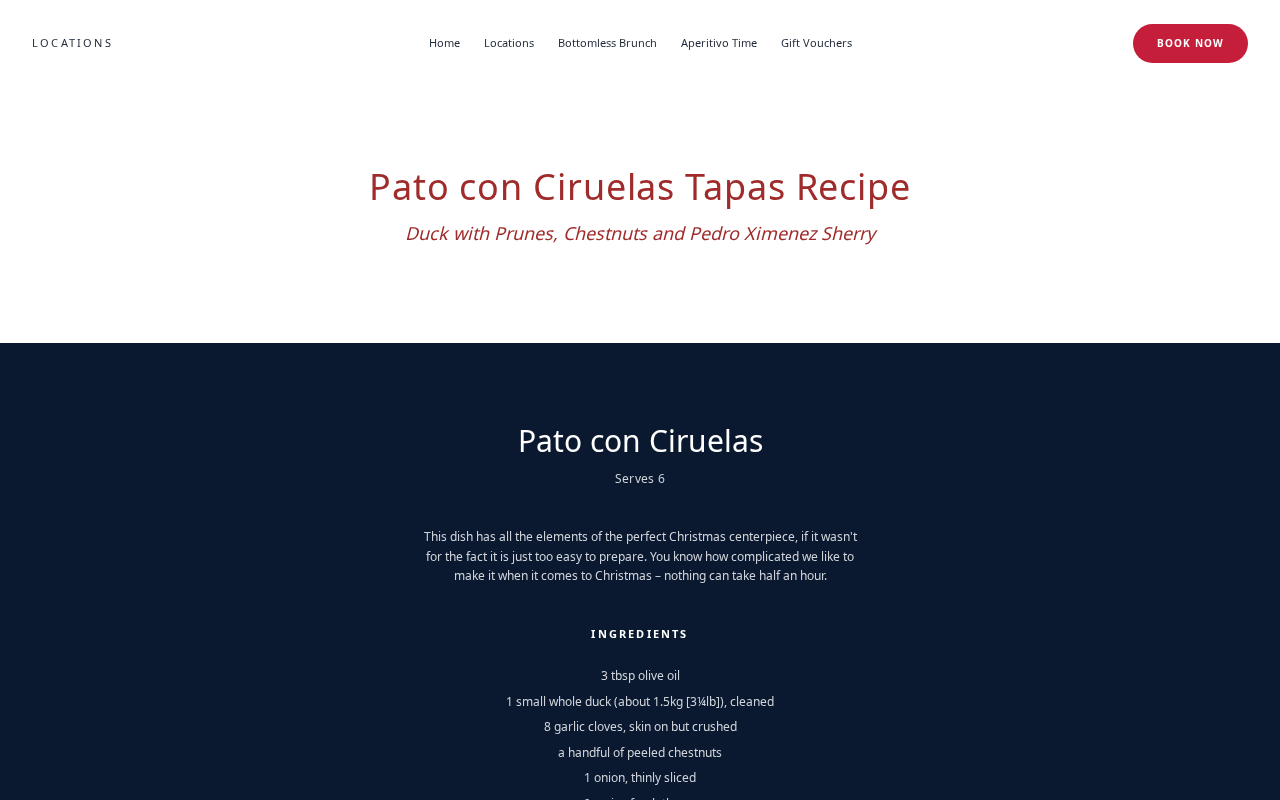 LOCATIONS
Home
Locations
Bottomless Brunch
Aperitivo Time
Gift Vouchers
BOOK NOW
Pato con Ciruelas Tapas Recipe
Duck with Prunes, Chestnuts and Pedro Ximenez Sherry
Pato con Ciruelas
Serves 6
This dish has all the elements of the perfect Christmas centerpiece, if it wasn't
for the fact it is just too easy to prepare. You know how complicated we like to
make it when it comes to Christmas – nothing can take half an hour.
INGREDIENTS
3 tbsp olive oil
1 small whole duck (about 1.5kg [3¼lb]), cleaned
8 garlic cloves, skin on but crushed
a handful of peeled chestnuts
1 onion, thinly sliced